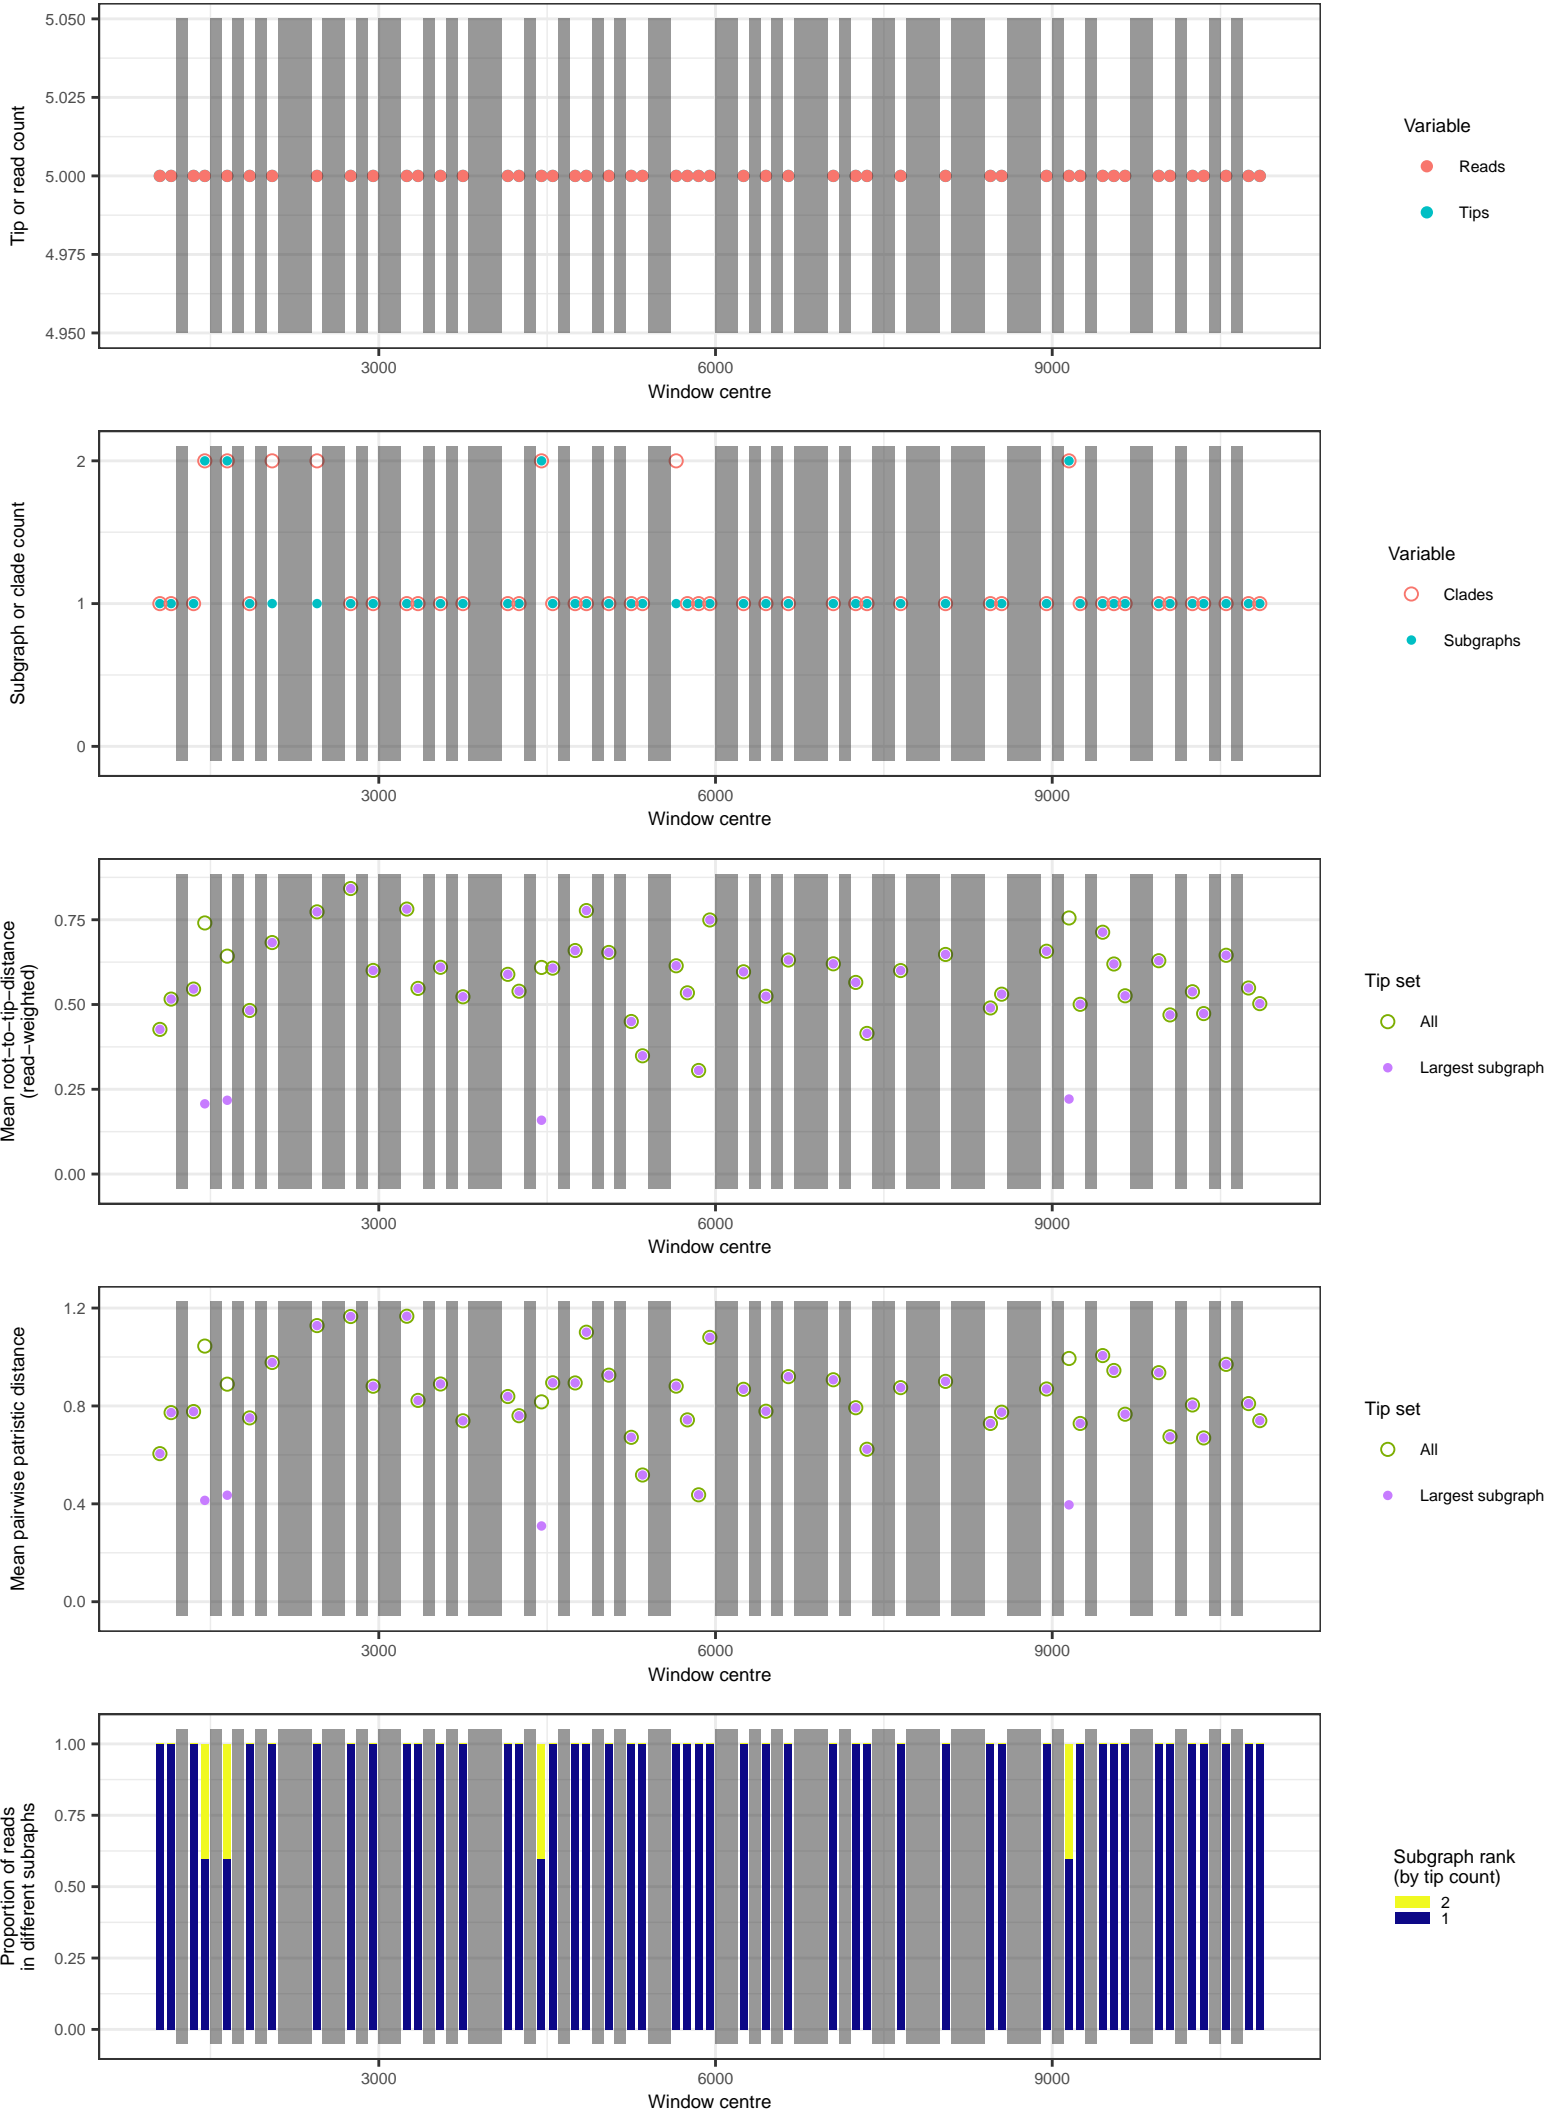 5.050
5.025
5.000
4.975
4.950
Tip or read count
3000 6000 9000
Window centre
Variable
Reads
Tips
2
1
0
Subgraph or clade count
3000 6000 9000
Window centre
Variable
Clades
Subgraphs
0.75
0.50
0.25
0.00
Mean root−to−tip−distance
(read−weighted)
3000 6000 9000
Window centre
Tip set
All
Largest subgraph
1.2
0.8
0.4
0.0
Mean pairwise patristic distance
3000 6000 9000
Window centre
Tip set
All
Largest subgraph
1.00
0.75
0.50
0.25
0.00
Proportion of reads
in different subraphs
3000 6000 9000
Window centre
Subgraph rank
(by tip count)
2
1